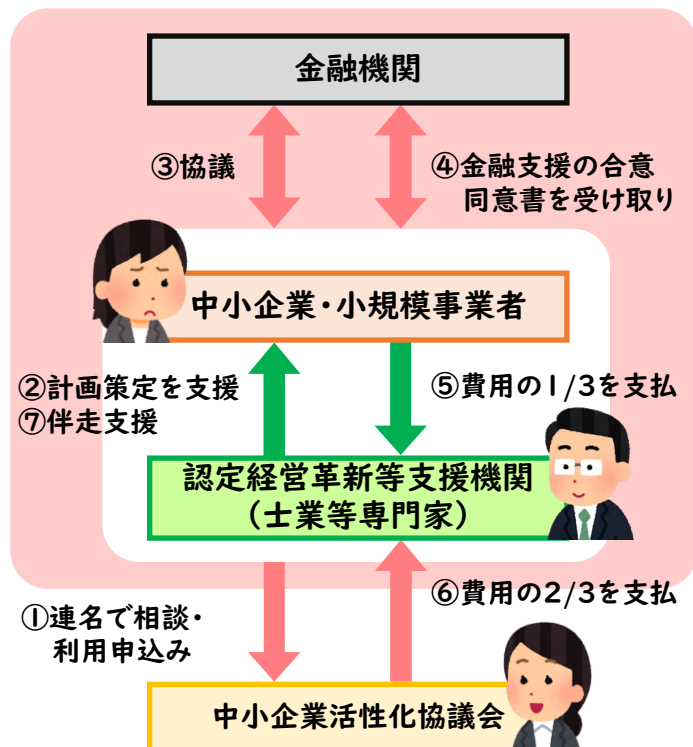 金融機関
③協議
④金融支援の合意
同意書を受け取り
中小企業・小規模事業者
②計画策定を支援
⑦伴走支援
⑤費用の1/3を支払
認定経営革新等支援機関
（士業等専門家）
①連名で相談・
利用申込み
⑥費用の2/3を支払
中小企業活性化協議会